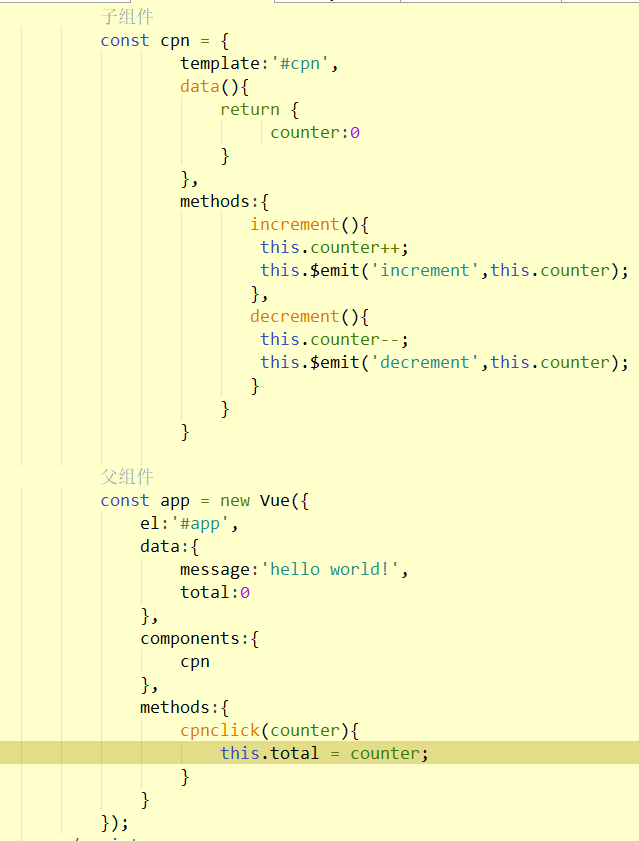 子组件
const cpn = {
template:'#cpn',
data(){
return {
counter:0
}
},
methods:{
increment(){
this.counter++;
this.$emit('increment',this.counter);
},
decrement(){
this.counter--;
this.$emit('decrement',this.counter);
}
}
}
父组件
const app = new Vue({
el:'#app',
data:{
message:'hello world!',
total:0
},
components:{
cpn
},
methods:{
cpnclick(counter){
this.total = counter;
}
}
});